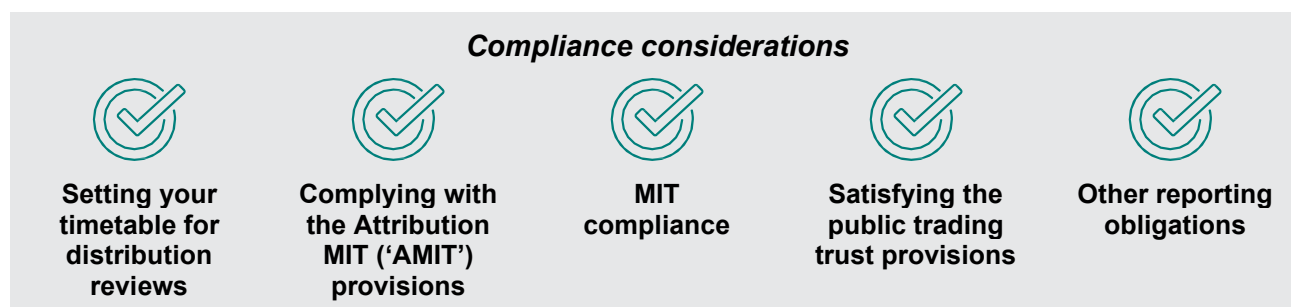 Compliance considerations
Setting your
timetable for
distribution
reviews
Complying with
the Attribution
MIT (‘AMIT’)
provisions
MIT
compliance
Satisfying the
public trading
trust provisions
Other reporting
obligations